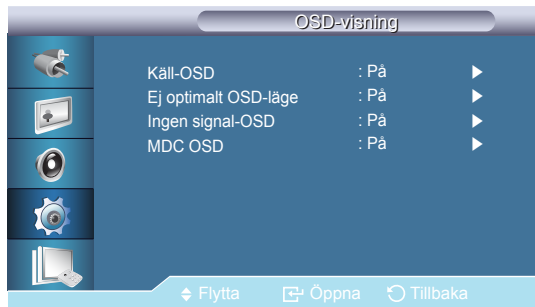 OSD-visning
Käll-OSD : På
Ej optimalt OSD-läge : På
Ingen signal-OSD : På
MDC OSD : På
Flytta Öppna Tillbaka